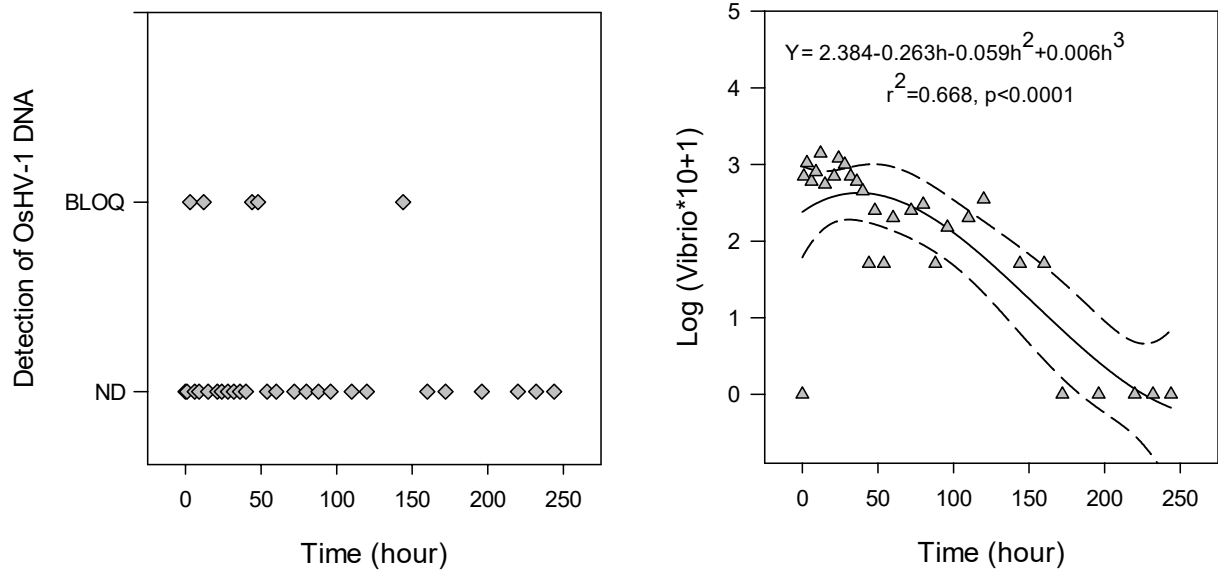 Detection of OsHV-1 DNA
BLOQ
ND
0 50 100 150 200 250
Time (hour)
Log (Vibrio*10+1)
5
4
3
2
1
0
Y= 2.384-0.263h-0.059h²+0.006h³
r²=0.668, p<0.0001
0 50 100 150 200 250
Time (hour)